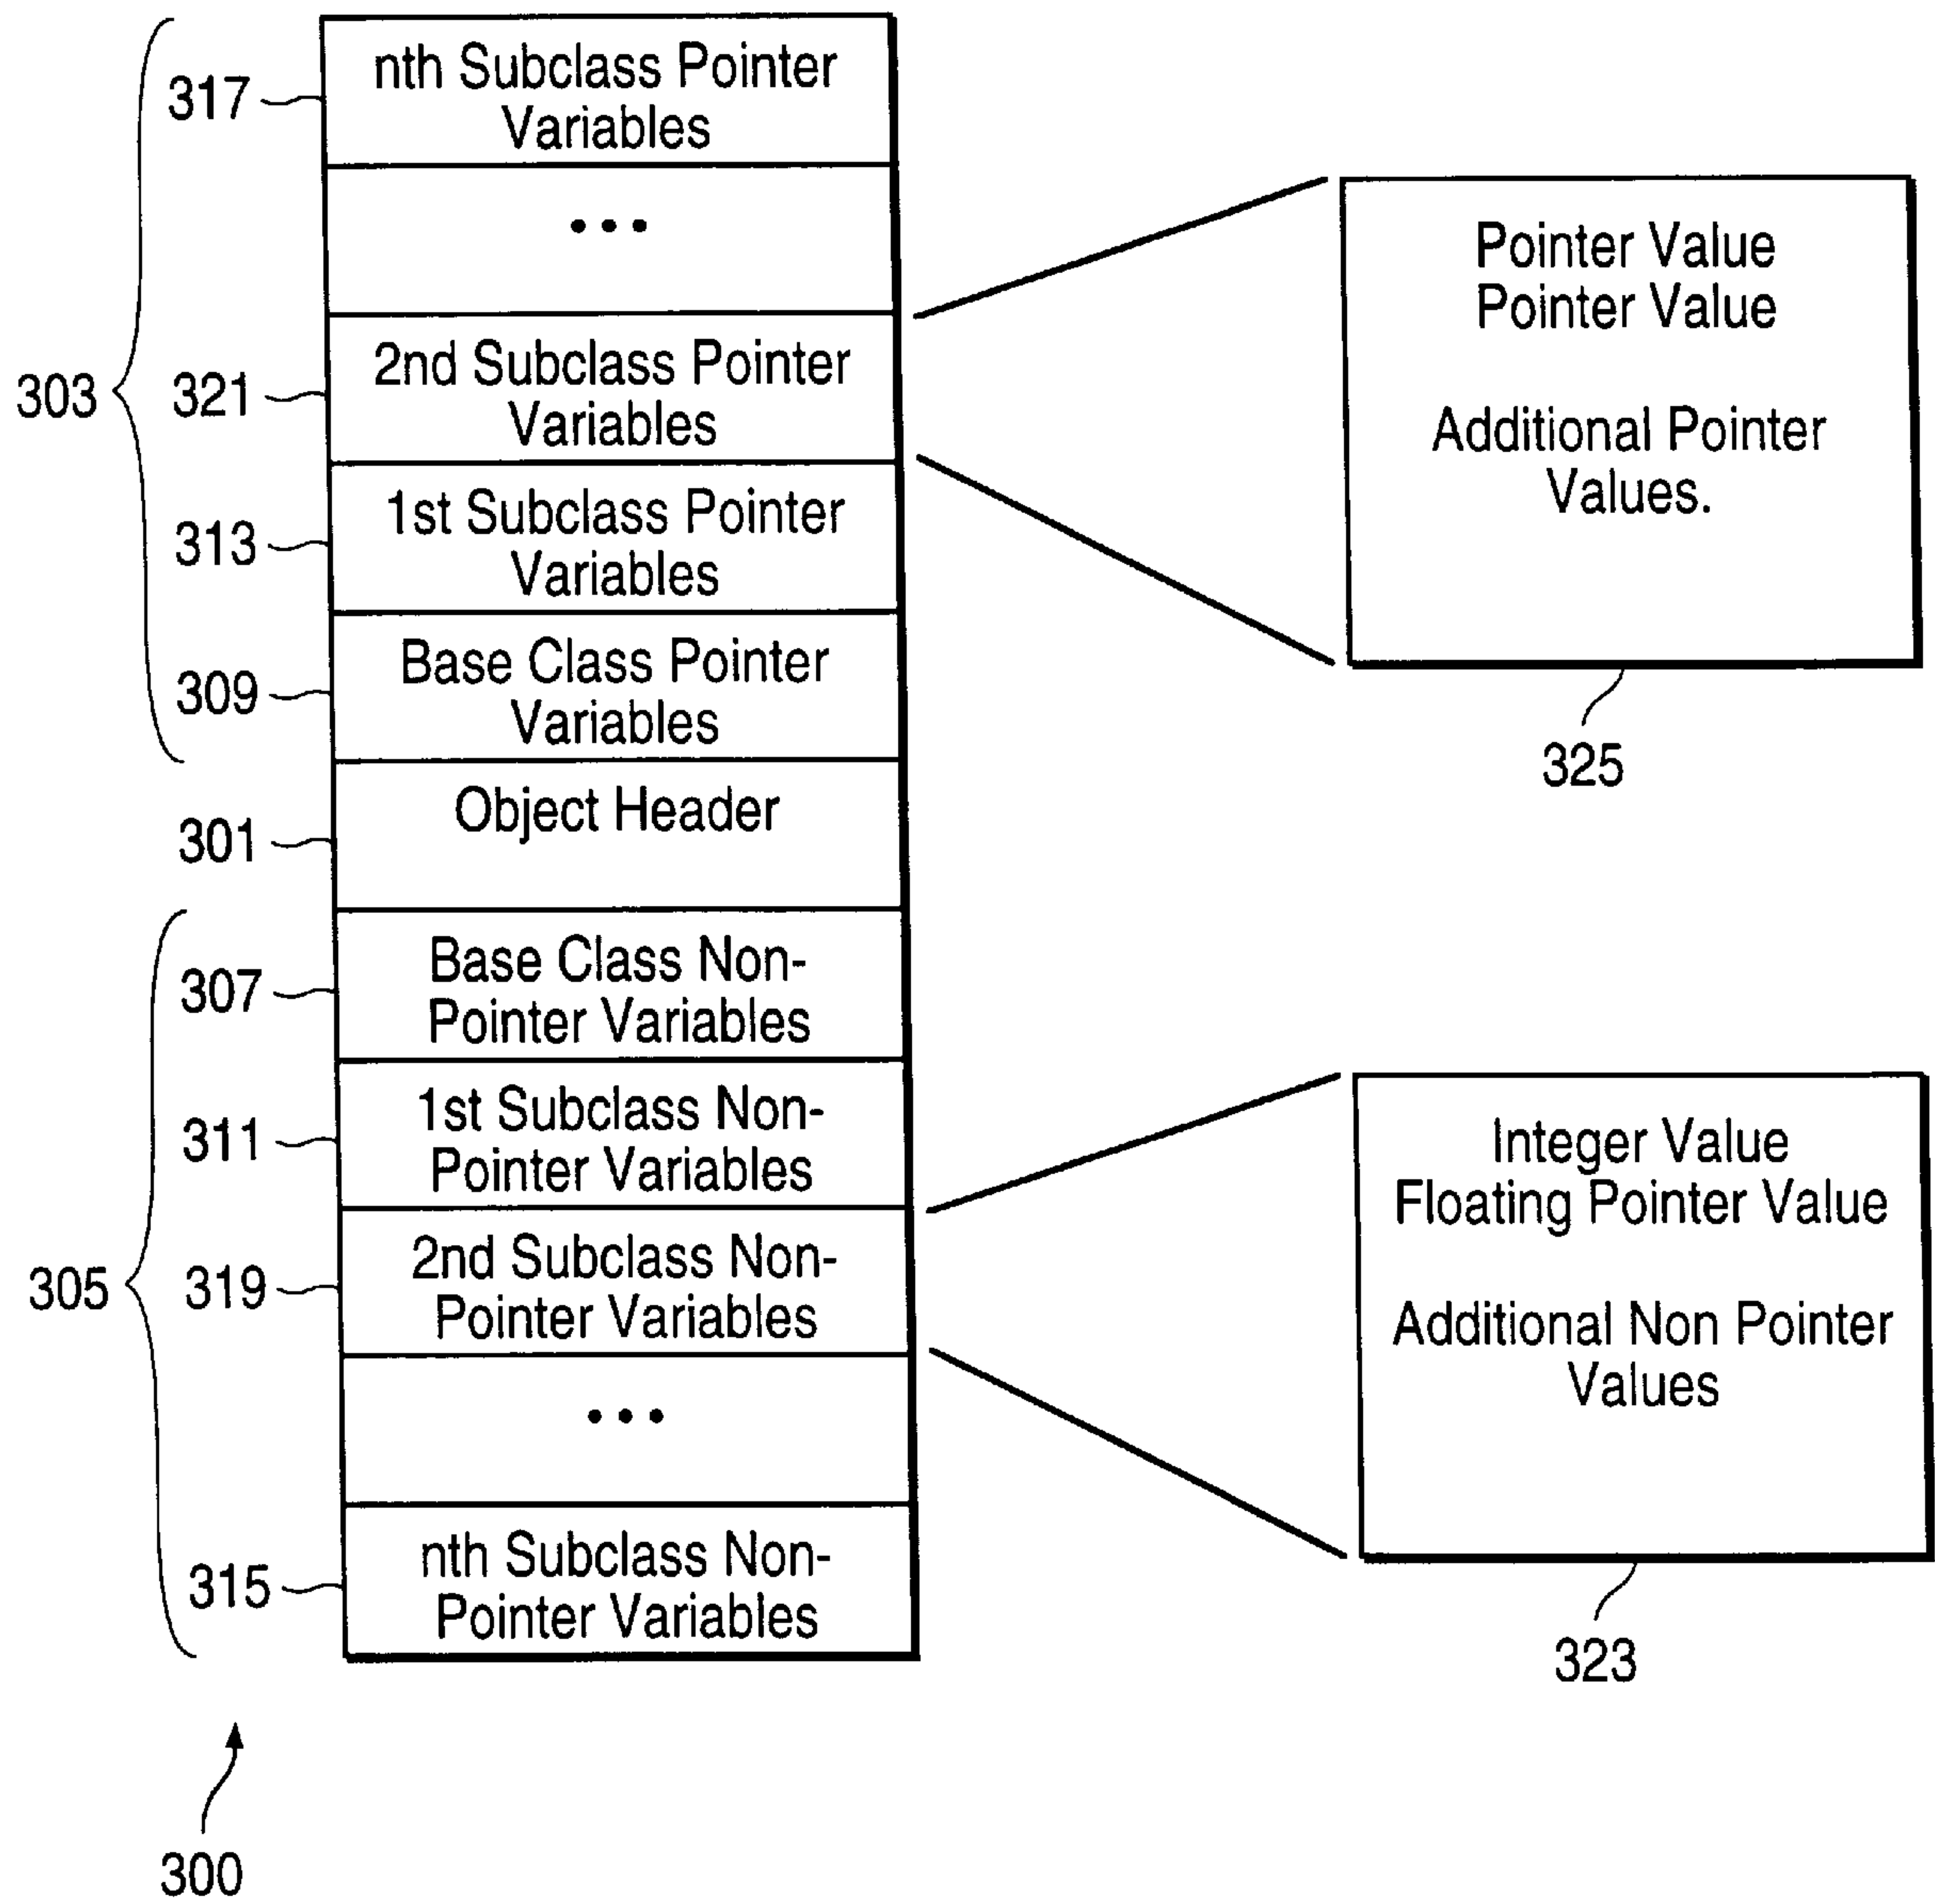 317
nth Subclass Pointer
Variables
•••
303
321
2nd Subclass Pointer
Variables
313
1st Subclass Pointer
Variables
309
Base Class Pointer
Variables
301
Object Header
305
307
Base Class Non-
Pointer Variables
311
1st Subclass Non-
Pointer Variables
319
2nd Subclass Non-
Pointer Variables
•••
315
nth Subclass Non-
Pointer Variables
300
Pointer Value
Pointer Value
Additional Pointer
Values.
325
Integer Value
Floating Pointer Value
Additional Non Pointer
Values
323